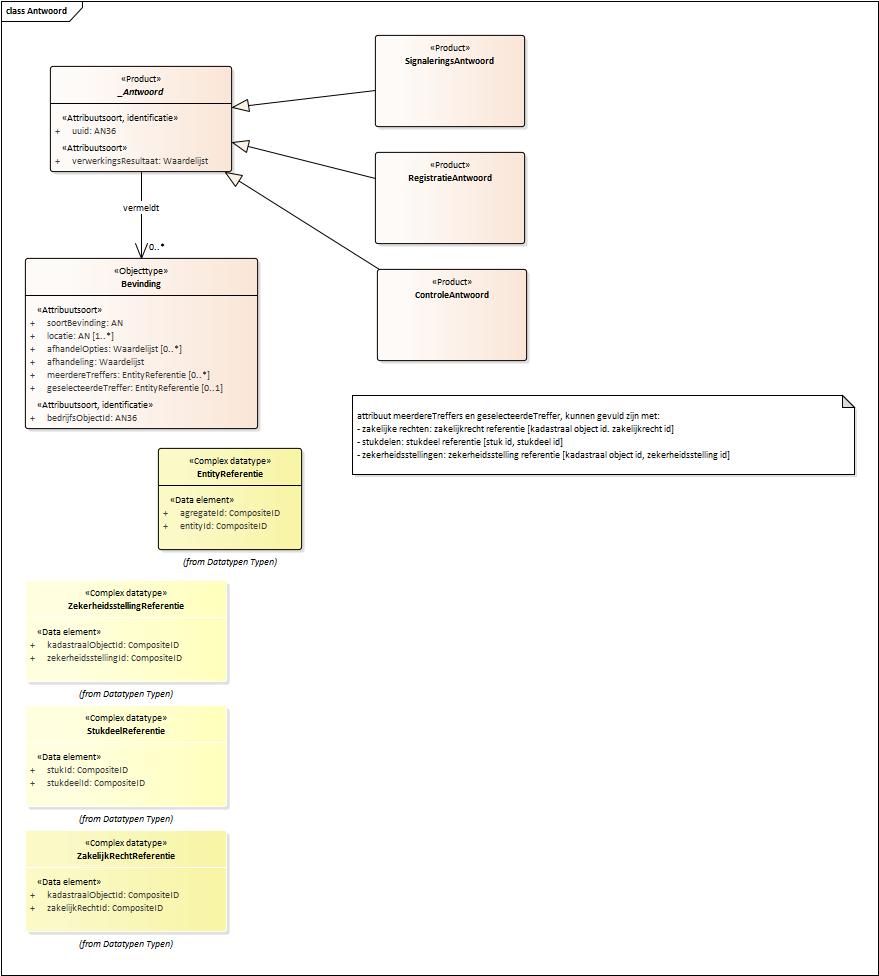 class Antwoord
«Product»
_Antwoord
«Attribuutsoort, identificatie»
+ uuid: AN36
«Attribuutsoort»
+ verwerkingsResultaat: Waardelijst
«Product»
SignaleringsAntwoord
«Product»
RegistratieAntwoord
«Product»
ControleAntwoord
vermeldt
0..*
«Objecttype»
Bevinding
«Attribuutsoort»
+ soortBevinding: AN
+ locatie: AN [1..*]
+ afhandelOpties: Waardelijst [0..*]
+ afhandeling: Waardelijst
+ meerdereTreffers: EntityReferentie [0..*]
+ geselecteerdeTreffer: EntityReferentie [0..1]
«Attribuutsoort, identificatie»
+ bedrijfsObjectId: AN36
attribuut meerdereTreffers en geselecteerdeTreffer, kunnen gevuld zijn met:
- zakelijke rechten: zakelijkrecht referentie [kadastraal object id. zakelijkrecht id]
- stukdelen: stukdeel referentie [stuk id, stukdeel id]
- zekerheidsstellingen: zekerheidsstelling referentie [kadastraal object id, zekerheidsstelling id]
«Complex datatype»
EntityReferentie
«Data element»
+ agregateId: CompositeID
+ entityId: CompositeID
(from Datatypen Typen)
«Complex datatype»
ZekerheidsstellingReferentie
«Data element»
+ kadastraalObjectId: CompositeID
+ zekerheidsstellingId: CompositeID
(from Datatypen Typen)
«Complex datatype»
StukdeelReferentie
«Data element»
+ stukId: CompositeID
+ stukdeelId: CompositeID
(from Datatypen Typen)
«Complex datatype»
ZakelijkRechtReferentie
«Data element»
+ kadastraalObjectId: CompositeID
+ zakelijkRechtId: CompositeID
(from Datatypen Typen)